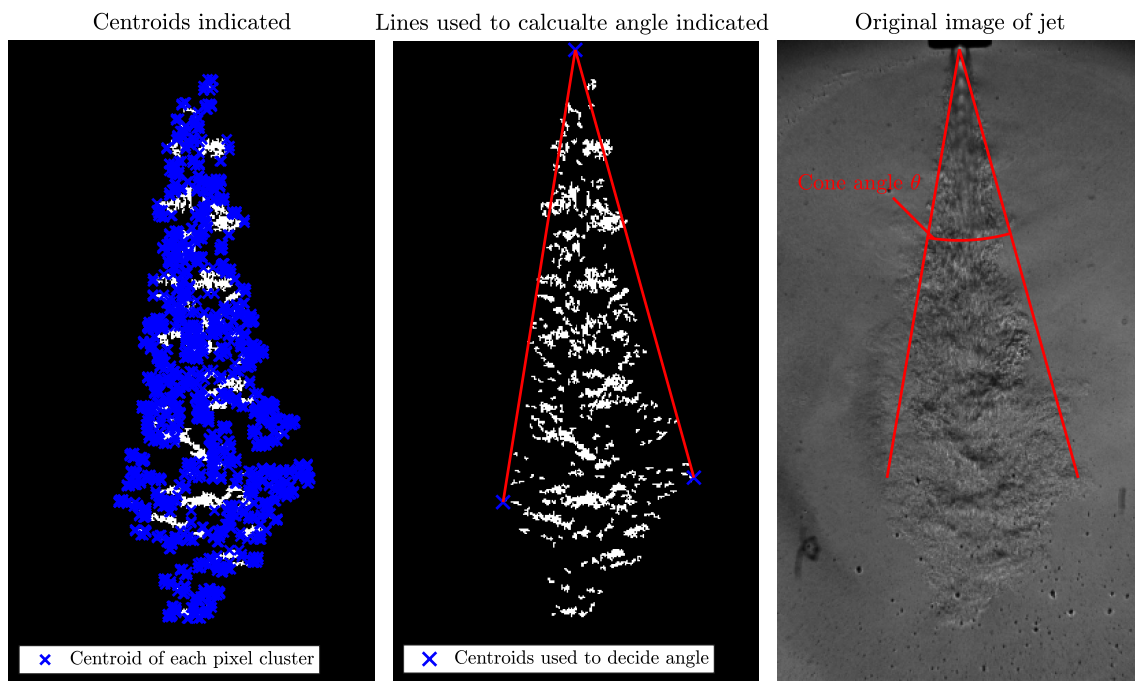 Centroids indicated
Lines used to calcualte angle indicated
Original image of jet
Cone angle θ
Centroid of each pixel cluster
Centroids used to decide angle